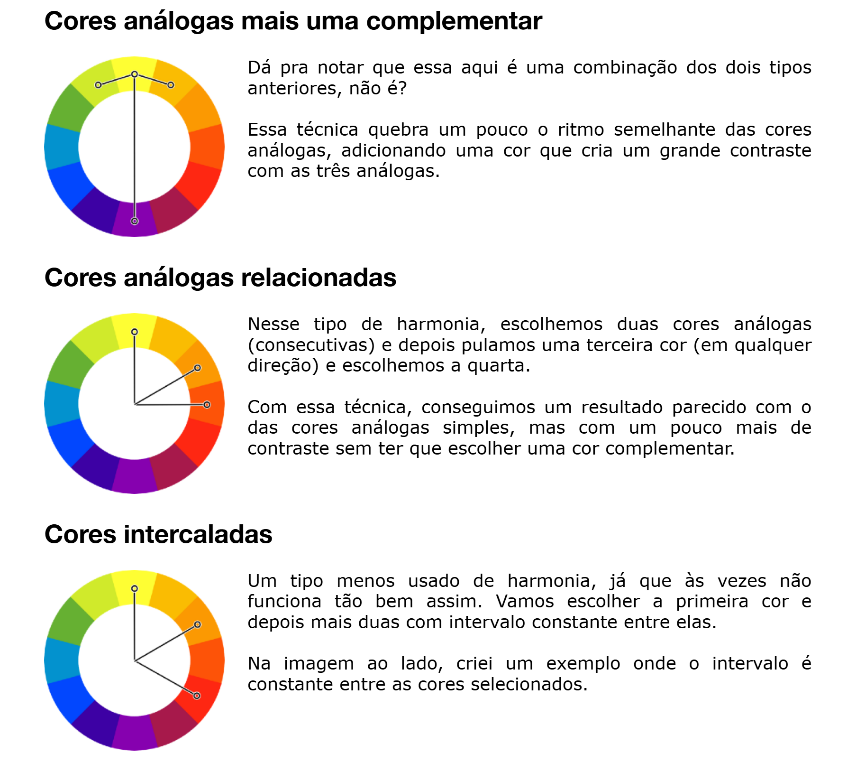 Cores análogas mais uma complementar
Dá pra notar que essa aqui é uma combinação dos dois tipos
anteriores, não é?
Essa técnica quebra um pouco o ritmo semelhante das cores
análogas, adicionando uma cor que cria um grande contraste
com as três análogas.
Cores análogas relacionadas
Nesse tipo de harmonia, escolhemos duas cores análogas
(consecutivas) e depois pulamos uma terceira cor (em qualquer
direção) e escolhemos a quarta.
Com essa técnica, conseguimos um resultado parecido com o
das cores análogas simples, mas com um pouco mais de
contraste sem ter que escolher uma cor complementar.
Cores intercaladas
Um tipo menos usado de harmonia, já que às vezes não
funciona tão bem assim. Vamos escolher a primeira cor e
depois mais duas com intervalo constante entre elas.
Na imagem ao lado, criei um exemplo onde o intervalo é
constante entre as cores selecionados.